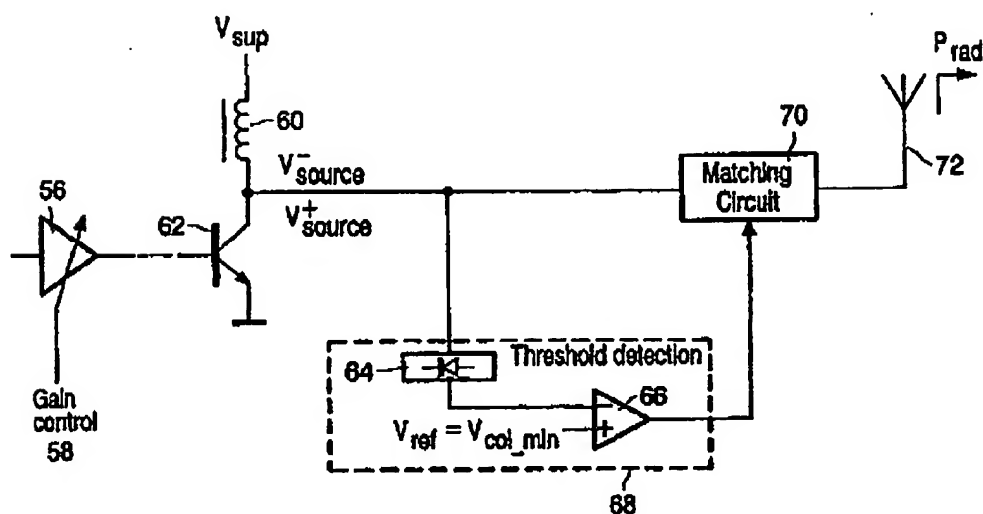 V_sup
P_rad
60
70
V^-_source
Matching
Circuit
72
56
62
V^+_source
Threshold detection
64
66
−
Gain
control
58
V_ref = V_col_min
+
68